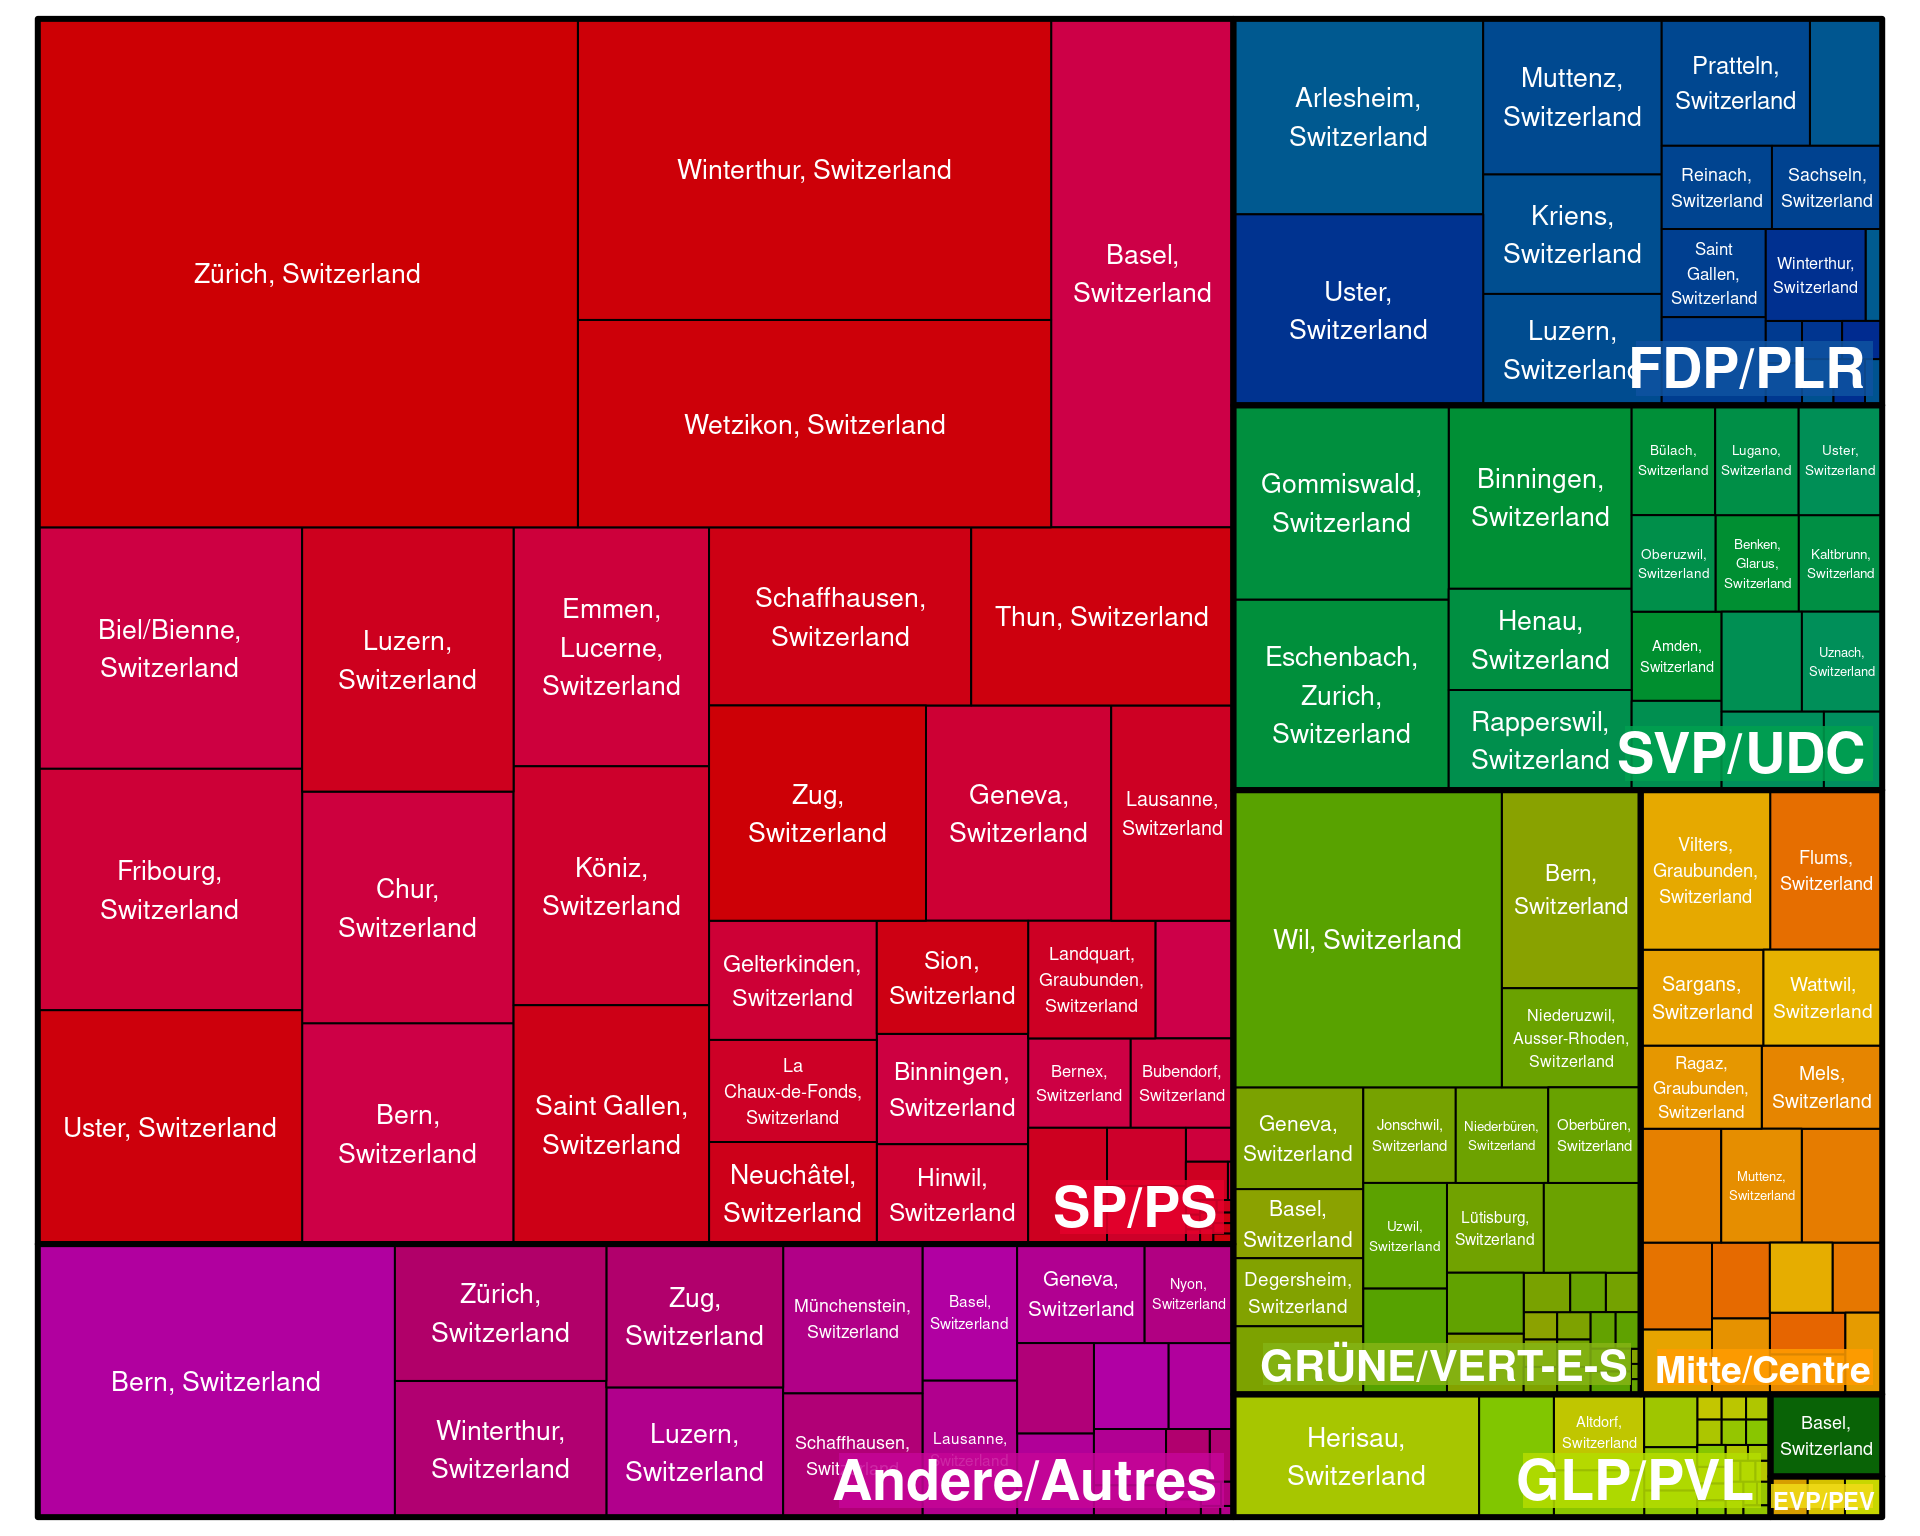 Zürich, Switzerland
Winterthur, Switzerland
Wetzikon, Switzerland
Basel,
Switzerland
Biel/Bienne,
Switzerland
Fribourg,
Switzerland
Uster, Switzerland
Luzern,
Switzerland
Chur,
Switzerland
Bern,
Switzerland
Emmen,
Lucerne,
Switzerland
Köniz,
Switzerland
Saint Gallen,
Switzerland
Schaffhausen,
Switzerland
Thun, Switzerland
Zug,
Switzerland
Geneva,
Switzerland
Lausanne,
Switzerland
Gelterkinden,
Switzerland
La
Chaux-de-Fonds,
Switzerland
Neuchâtel,
Switzerland
Sion,
Switzerland
Binningen,
Switzerland
Hinwil,
Switzerland
Landquart,
Graubunden,
Switzerland
Bernex,
Switzerland
Bubendorf,
Switzerland
SP/PS
Bern, Switzerland
Zürich,
Switzerland
Winterthur,
Switzerland
Zug,
Switzerland
Luzern,
Switzerland
Münchenstein,
Switzerland
Schaffhausen,
Switzerland
Basel,
Switzerland
Lausanne,
Switzerland
Geneva,
Switzerland
Nyon,
Switzerland
Andere/Autres
Arlesheim,
Switzerland
Uster,
Switzerland
Muttenz,
Switzerland
Kriens,
Switzerland
Luzern,
Switzerland
Pratteln,
Switzerland
Reinach,
Switzerland
Sachseln,
Switzerland
Saint
Gallen,
Switzerland
Winterthur,
Switzerland
FDP/PLR
Gommiswald,
Switzerland
Eschenbach,
Zurich,
Switzerland
Binningen,
Switzerland
Henau,
Switzerland
Rapperswil,
Switzerland
Bülach,
Switzerland
Lugano,
Switzerland
Uster,
Switzerland
Oberuzwil,
Switzerland
Benken,
Glarus,
Switzerland
Kaltbrunn,
Switzerland
Amden,
Switzerland
Uznach,
Switzerland
SVP/UDC
Wil, Switzerland
Bern,
Switzerland
Niederuzwil,
Ausser-Rhoden,
Switzerland
Geneva,
Switzerland
Basel,
Switzerland
Degersheim,
Switzerland
Jonschwil,
Switzerland
Niederbüren,
Switzerland
Oberbüren,
Switzerland
Uzwil,
Switzerland
Lütisburg,
Switzerland
GRÜNE/VERT-E-S
Vilters,
Graubunden,
Switzerland
Flums,
Switzerland
Sargans,
Switzerland
Wattwil,
Switzerland
Ragaz,
Graubunden,
Switzerland
Mels,
Switzerland
Muttenz,
Switzerland
Mitte/Centre
Herisau,
Switzerland
Altdorf,
Switzerland
GLP/PVL
Basel,
Switzerland
EVP/PEV